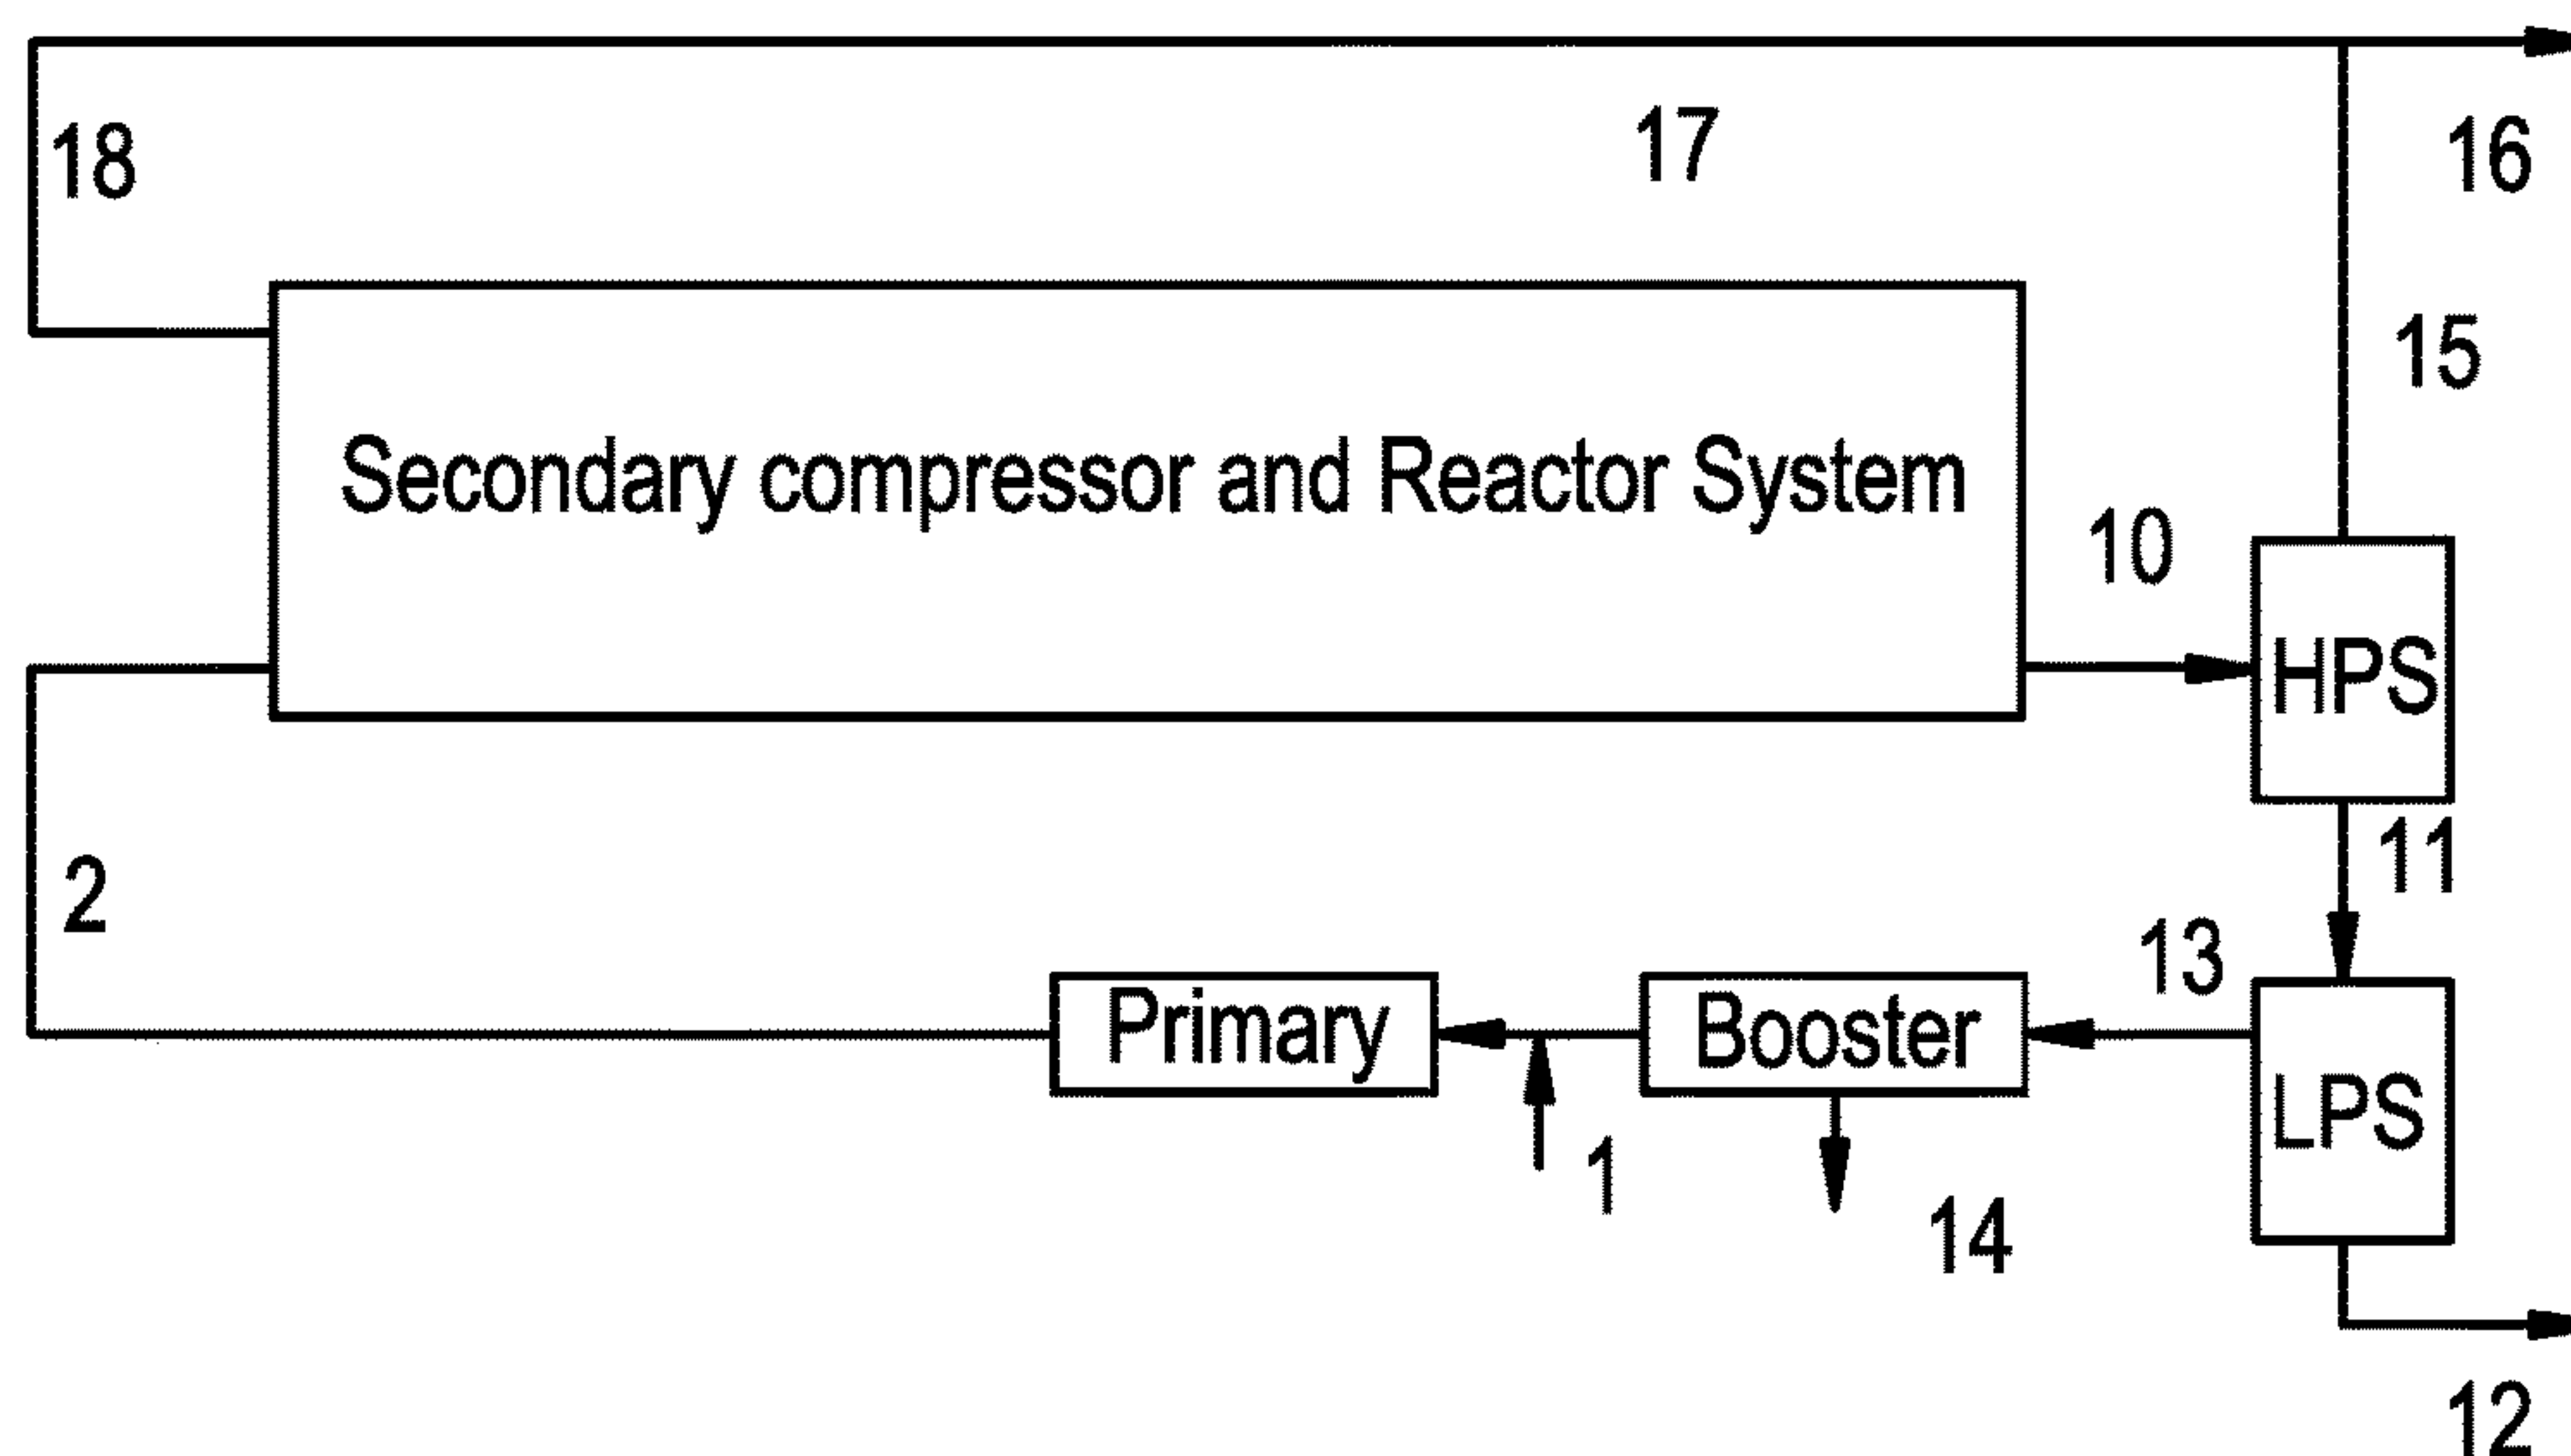 18
17
16
15
Secondary compressor and Reactor System
10
HPS
11
2
13
Primary
Booster
LPS
1
14
12